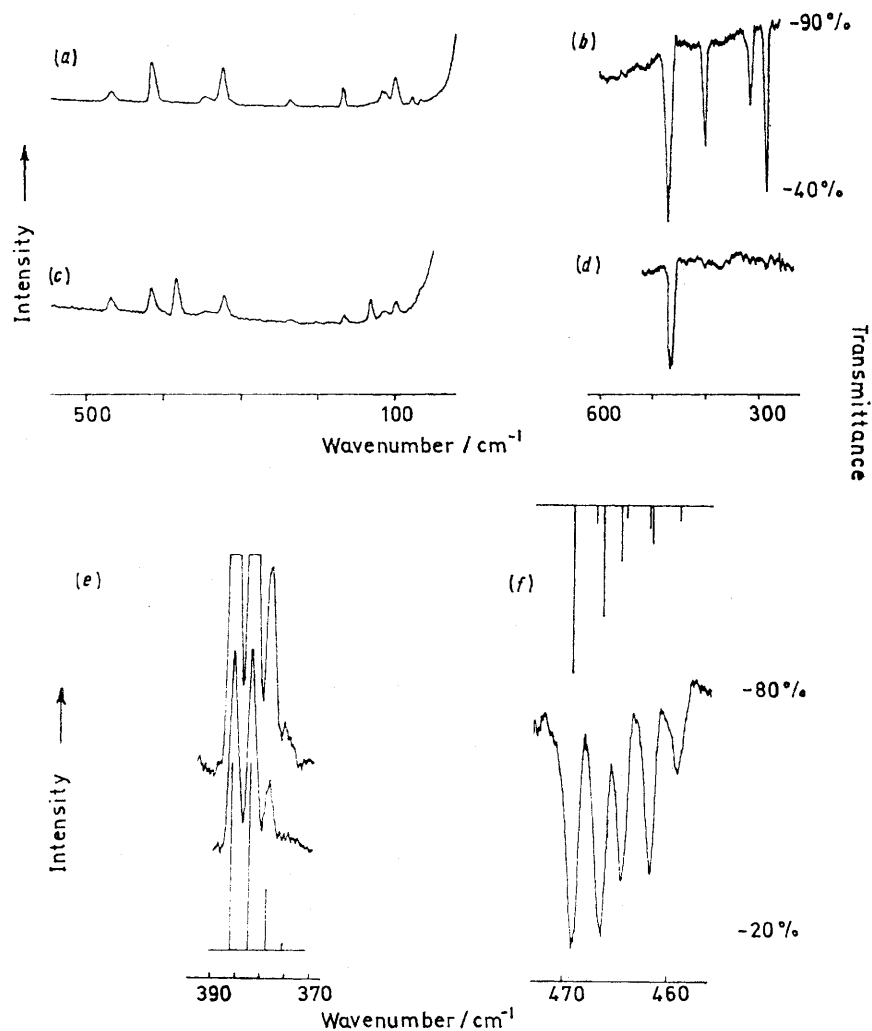 (a)
(b)
-90%
-40%
(c)
(d)
Intensity
Transmittance
500
100
600
300
Wavenumber / cm⁻¹
(e)
(f)
-80%
-20%
Intensity
390
370
470
460
Wavenumber / cm⁻¹